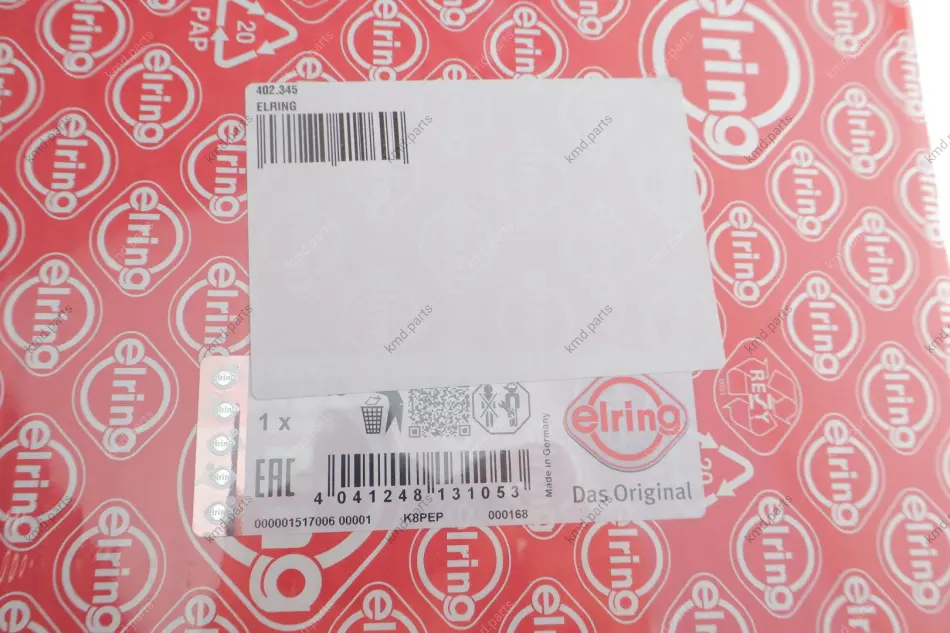 20
PAP
elring
402.345
ELRING
1 x
EAC
4 041248 131053
Made in Germany
elring
Das Original
000001517006 00001 K8PEP 000168
REZY
20
kmd.parts